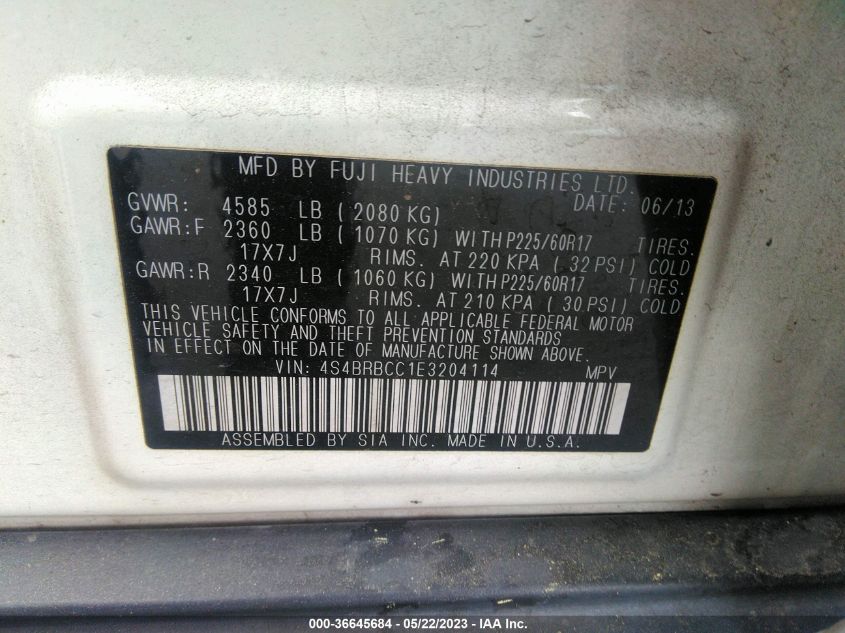 MFD BY FUJI HEAVY INDUSTRIES LTD.
DATE: 06/13
GVWR: 4585 LB ( 2080 KG)
GAWR:F 2360 LB ( 1070 KG) WITH P225/60R17 TIRES.
17X7J RIMS. AT 220 KPA ( 32 PSI) COLD
GAWR:R 2340 LB ( 1060 KG) WITH P225/60R17 TIRES.
17X7J RIMS. AT 210 KPA ( 30 PSI) COLD
THIS VEHICLE CONFORMS TO ALL APPLICABLE FEDERAL MOTOR
VEHICLE SAFETY AND THEFT PREVENTION STANDARDS
IN EFFECT ON THE DATE OF MANUFACTURE SHOWN ABOVE.
VIN: 4S4BRBCC1E3204114 MPV
ASSEMBLED BY SIA INC. MADE IN U.S.A.
000-36645684 - 05/22/2023 - IAA Inc.